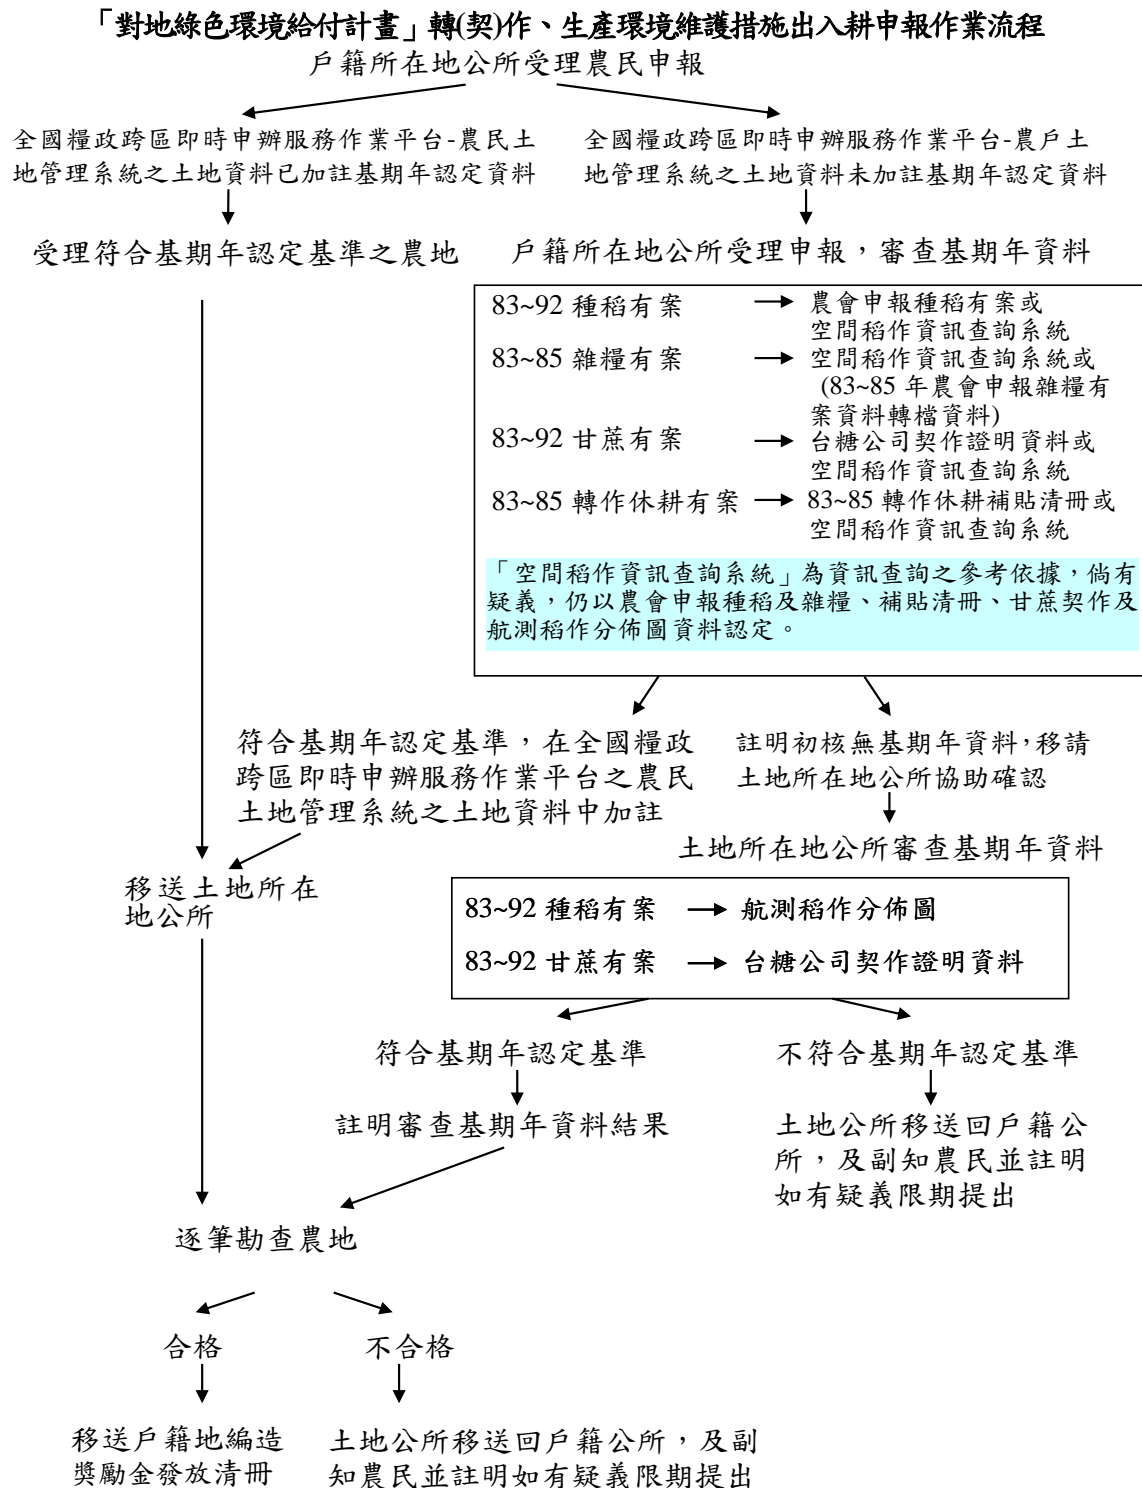 「對地綠色環境給付計畫」轉(契)作、生產環境維護措施出入耕申報作業流程
戶籍所在地公所受理農民申報
全國糧政跨區即時申辦服務作業平台-農民土
地管理系統之土地資料已加註基期年認定資料
全國糧政跨區即時申辦服務作業平台-農戶土
地管理系統之土地資料未加註基期年認定資料
受理符合基期年認定基準之農地
戶籍所在地公所受理申報，審查基期年資料
83~92 種稻有案
農會申報種稻有案或
空間稻作資訊查詢系統
83~85 雜糧有案
空間稻作資訊查詢系統或
(83~85 年農會申報雜糧有
案資料轉檔資料)
83~92 甘蔗有案
台糖公司契作證明資料或
空間稻作資訊查詢系統
83~85 轉作休耕有案
83~85 轉作休耕補貼清冊或
空間稻作資訊查詢系統
「空間稻作資訊查詢系統」為資訊查詢之參考依據，倘有
疑義，仍以農會申報種稻及雜糧、補貼清冊、甘蔗契作及
航測稻作分佈圖資料認定。
符合基期年認定基準，在全國糧政
跨區即時申辦服務作業平台之農民
土地管理系統之土地資料中加註
註明初核無基期年資料，移請
土地所在地公所協助確認
土地所在地公所審查基期年資料
移送土地所在
地公所
83~92 種稻有案
航測稻作分佈圖
83~92 甘蔗有案
台糖公司契作證明資料
符合基期年認定基準
不符合基期年認定基準
註明審查基期年資料結果
土地公所移送回戶籍公
所，及副知農民並註明
如有疑義限期提出
逐筆勘查農地
合格
不合格
移送戶籍地編造
獎勵金發放清冊
土地公所移送回戶籍公所，及副
知農民並註明如有疑義限期提出